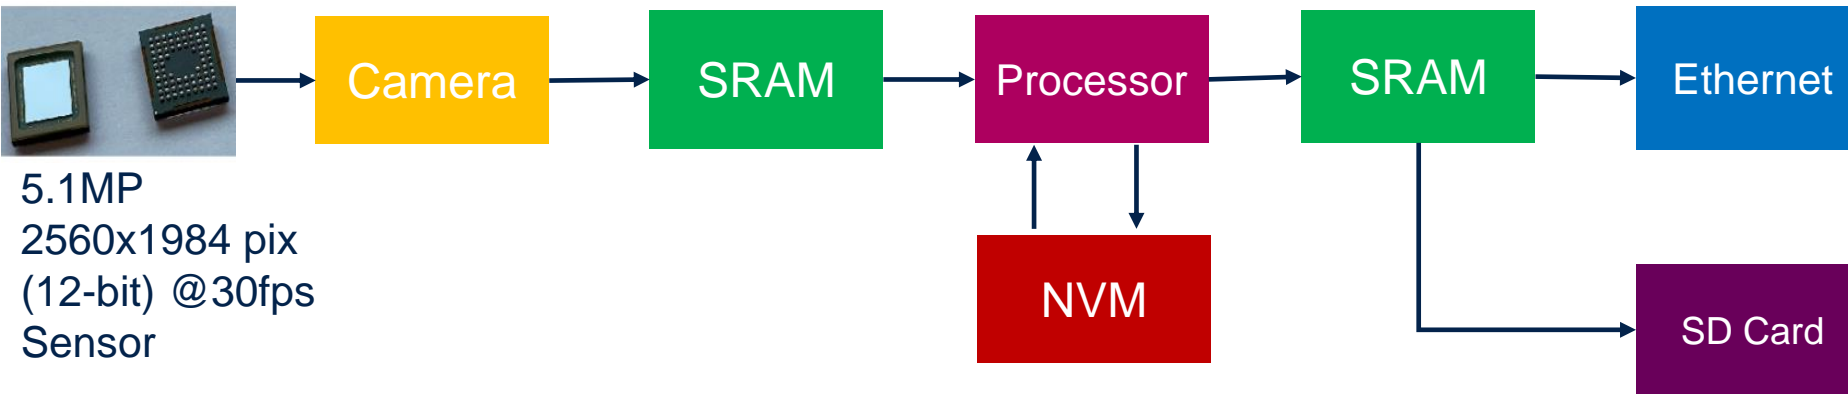 Camera
SRAM
Processor
SRAM
Ethernet
5.1MP
2560x1984 pix
(12-bit) @30fps
Sensor
NVM
SD Card